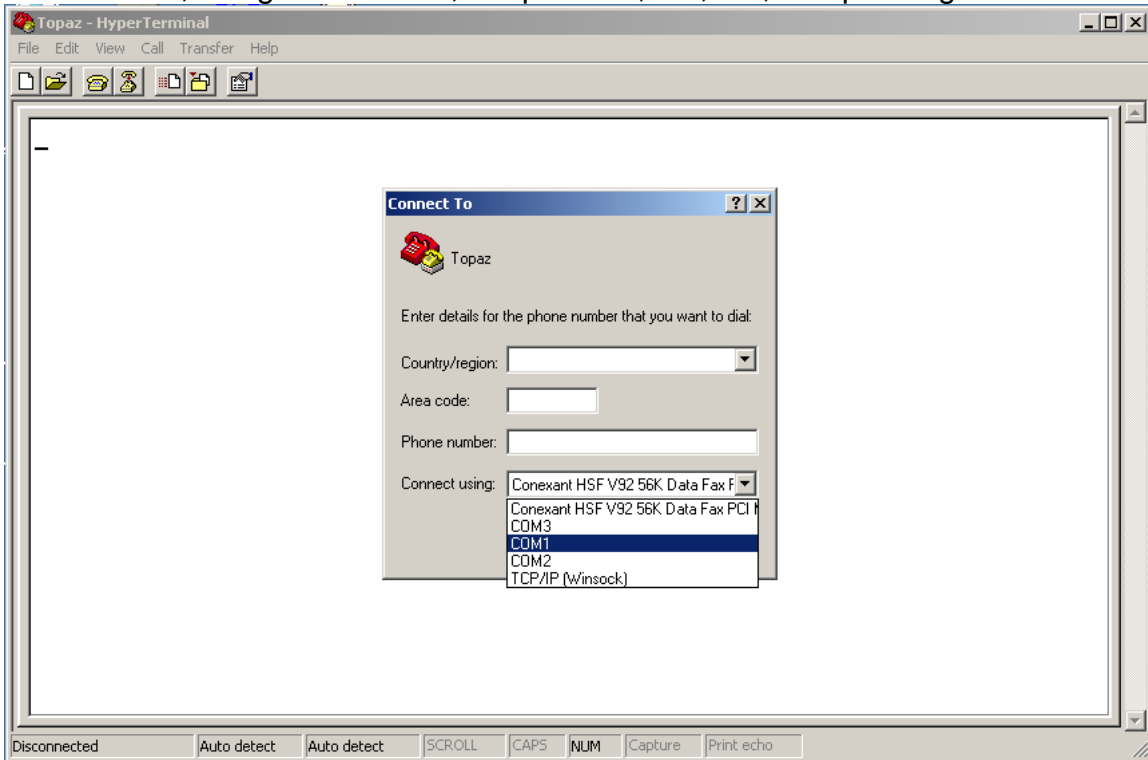 Topaz - HyperTerminal
File Edit View Call Transfer Help
Connect To
Topaz
Enter details for the phone number that you want to dial:
Country/region:
Area code:
Phone number:
Connect using: Conexant HSF V92 56K Data Fax F
Conexant HSF V92 56K Data Fax PCI
COM3
COM1
COM2
TCP/IP (Winsock)
Disconnected Auto detect Auto detect SCROLL CAPS NUM Capture Print echo